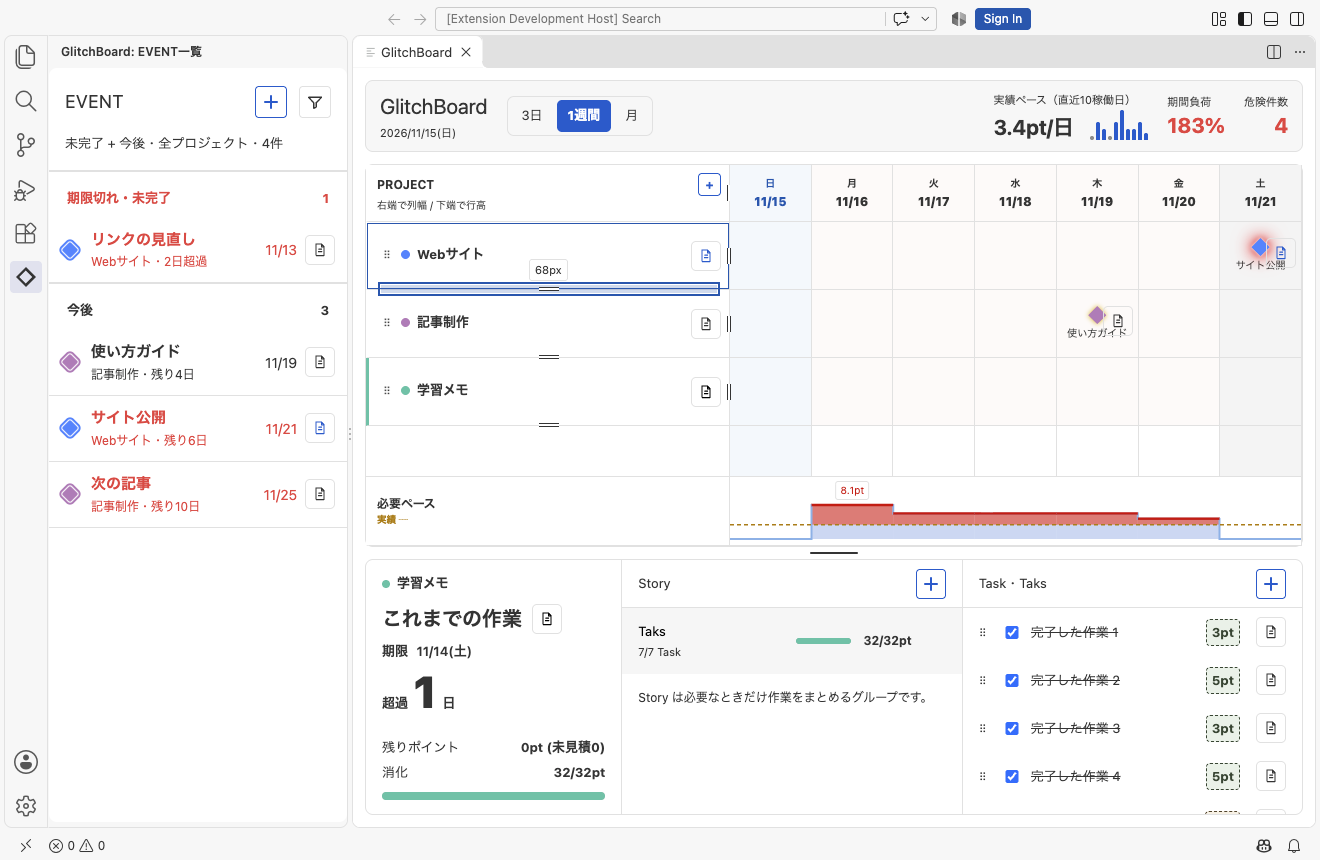 [Extension Development Host] Search
Sign In
GlitchBoard: EVENT一覧
EVENT
未完了 + 今後・全プロジェクト・4件
期限切れ・未完了 1
リンクの見直し
Webサイト・2日超過
11/13
今後 3
使い方ガイド
記事制作・残り4日
11/19
サイト公開
Webサイト・残り6日
11/21
次の記事
記事制作・残り10日
11/25
GlitchBoard
GlitchBoard
2026/11/15(日)
3日 1週間 月
実績ペース（直近10稼働日）
3.4pt/日
期間負荷
183%
危険件数
4
PROJECT
右端で列幅 / 下端で行高
日 11/15
月 11/16
火 11/17
水 11/18
木 11/19
金 11/20
土 11/21
Webサイト
68px
サイト公開
記事制作
使い方ガイド
学習メモ
必要ペース
実績
8.1pt
学習メモ
これまでの作業
期限 11/14(土)
超過 1 日
残りポイント 0pt (未見積0)
消化 32/32pt
Story
Taks
7/7 Task
32/32pt
Story は必要なときだけ作業をまとめるグループです。
Task・Taks
完了した作業 1 3pt
完了した作業 2 5pt
完了した作業 3 3pt
完了した作業 4 5pt
0 0